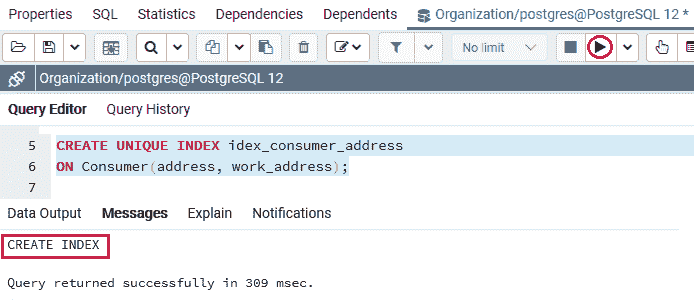 Properties SQL Statistics Dependencies Dependents Organization/postgres@PostgreSQL 12 *
No limit
Organization/postgres@PostgreSQL 12
Query Editor Query History
5 CREATE UNIQUE INDEX idex_consumer_address
6 ON Consumer(address, work_address);
7
Data Output Messages Explain Notifications
CREATE INDEX
Query returned successfully in 309 msec.